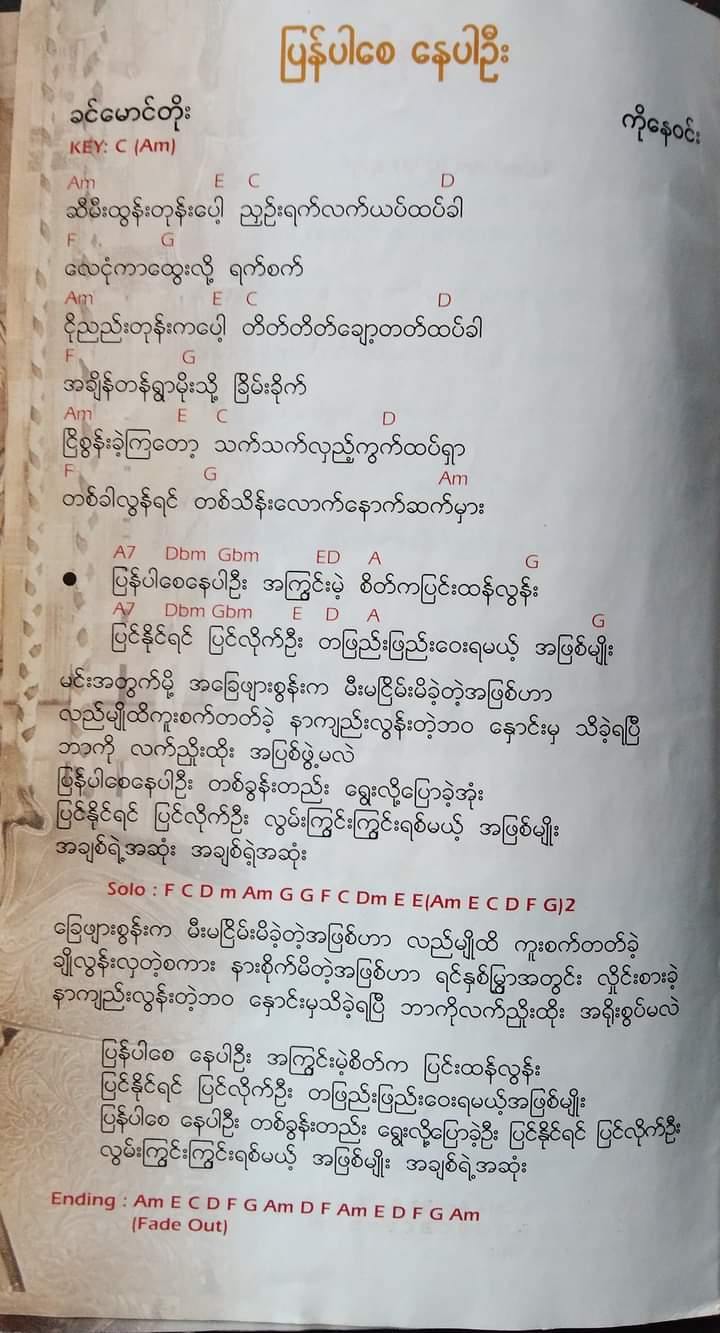 ပြန်ပါစေ နေပါဦး
ခင်မောင်တိုး ကိုနေဝင်း
KEY: C (Am)
Am E C D
ဆီမီးထွန်းတုန်းပေါ့ ညှဉ်းရက်လက်ယပ်ထပ်ခါ
F G
လေငုံကာထွေးလို့ ရက်စက်
Am E C D
ငိုညည်းတုန်းကပေါ့ တိတ်တိတ်ချော့တတ်ထပ်ခါ
F G
အချိန်တန်ရွာမိုးသို့ ခြိမ်းခိုက်
Am E C D
ငြိစွန်းခဲ့ကြတော့ သက်သက်လှည့်ကွက်ထပ်ရှာ
F G Am
တစ်ခါလွန်ရင် တစ်သိန်းလောက်နောက်ဆက်မှား
A7 Dbm Gbm ED A G
● ပြန်ပါစေနေပါဦး အကြွင်းမဲ့ စိတ်ကပြင်းထန်လွန်း
A7 Dbm Gbm E D A G
ပြင်နိုင်ရင် ပြင်လိုက်ဦး တဖြည်းဖြည်းဝေးရမယ့် အဖြစ်မျိုး
မင်းအတွက်မို့ အခြေဖျားစွန်းက မီးမငြိမ်းမိခဲ့တဲ့အဖြစ်ဟာ
လည်မျိုထိကူးစက်တတ်ခဲ့ နာကျည်းလွန်းတဲ့ဘဝ နှောင်းမှ သိခဲ့ရပြီ
ဘာကို လက်ညှိုးထိုး အပြစ်ဖွဲ့မလဲ
ပြန်ပါစေနေပါဦး တစ်ခွန်းတည်း ရွေးလို့ပြောခဲ့အုံး
ပြင်နိုင်ရင် ပြင်လိုက်ဦး လွမ်းကြွင်းကြွင်းရစ်မယ့် အဖြစ်မျိုး
အချစ်ရဲ့အဆုံး အချစ်ရဲ့အဆုံး
Solo : F C D m Am G G F C Dm E E(Am E C D F G)2
ခြေဖျားစွန်းက မီးမငြိမ်းမိခဲ့တဲ့အဖြစ်ဟာ လည်မျိုထိ ကူးစက်တတ်ခဲ့
ချိုလွန်းလှတဲ့စကား နားစိုက်မိတဲ့အဖြစ်ဟာ ရင်နှစ်မြွှာအတွင်း လှိုင်းစားခဲ့
နာကျည်းလွန်းတဲ့ဘဝ နှောင်းမှသိခဲ့ရပြီ ဘာကိုလက်ညှိုးထိုး အရိုးစွပ်မလဲ
ပြန်ပါစေ နေပါဦး အကြွင်းမဲ့စိတ်က ပြင်းထန်လွန်း
ပြင်နိုင်ရင် ပြင်လိုက်ဦး တဖြည်းဖြည်းဝေးရမယ့်အဖြစ်မျိုး
ပြန်ပါစေ နေပါဦး တစ်ခွန်းတည်း ရွေးလို့ပြောခဲ့ဦး ပြင်နိုင်ရင် ပြင်လိုက်ဦး
လွမ်းကြွင်းကြွင်းရစ်မယ့် အဖြစ်မျိုး အချစ်ရဲ့အဆုံး
Ending : Am E C D F G Am D F Am E D F G Am
(Fade Out)